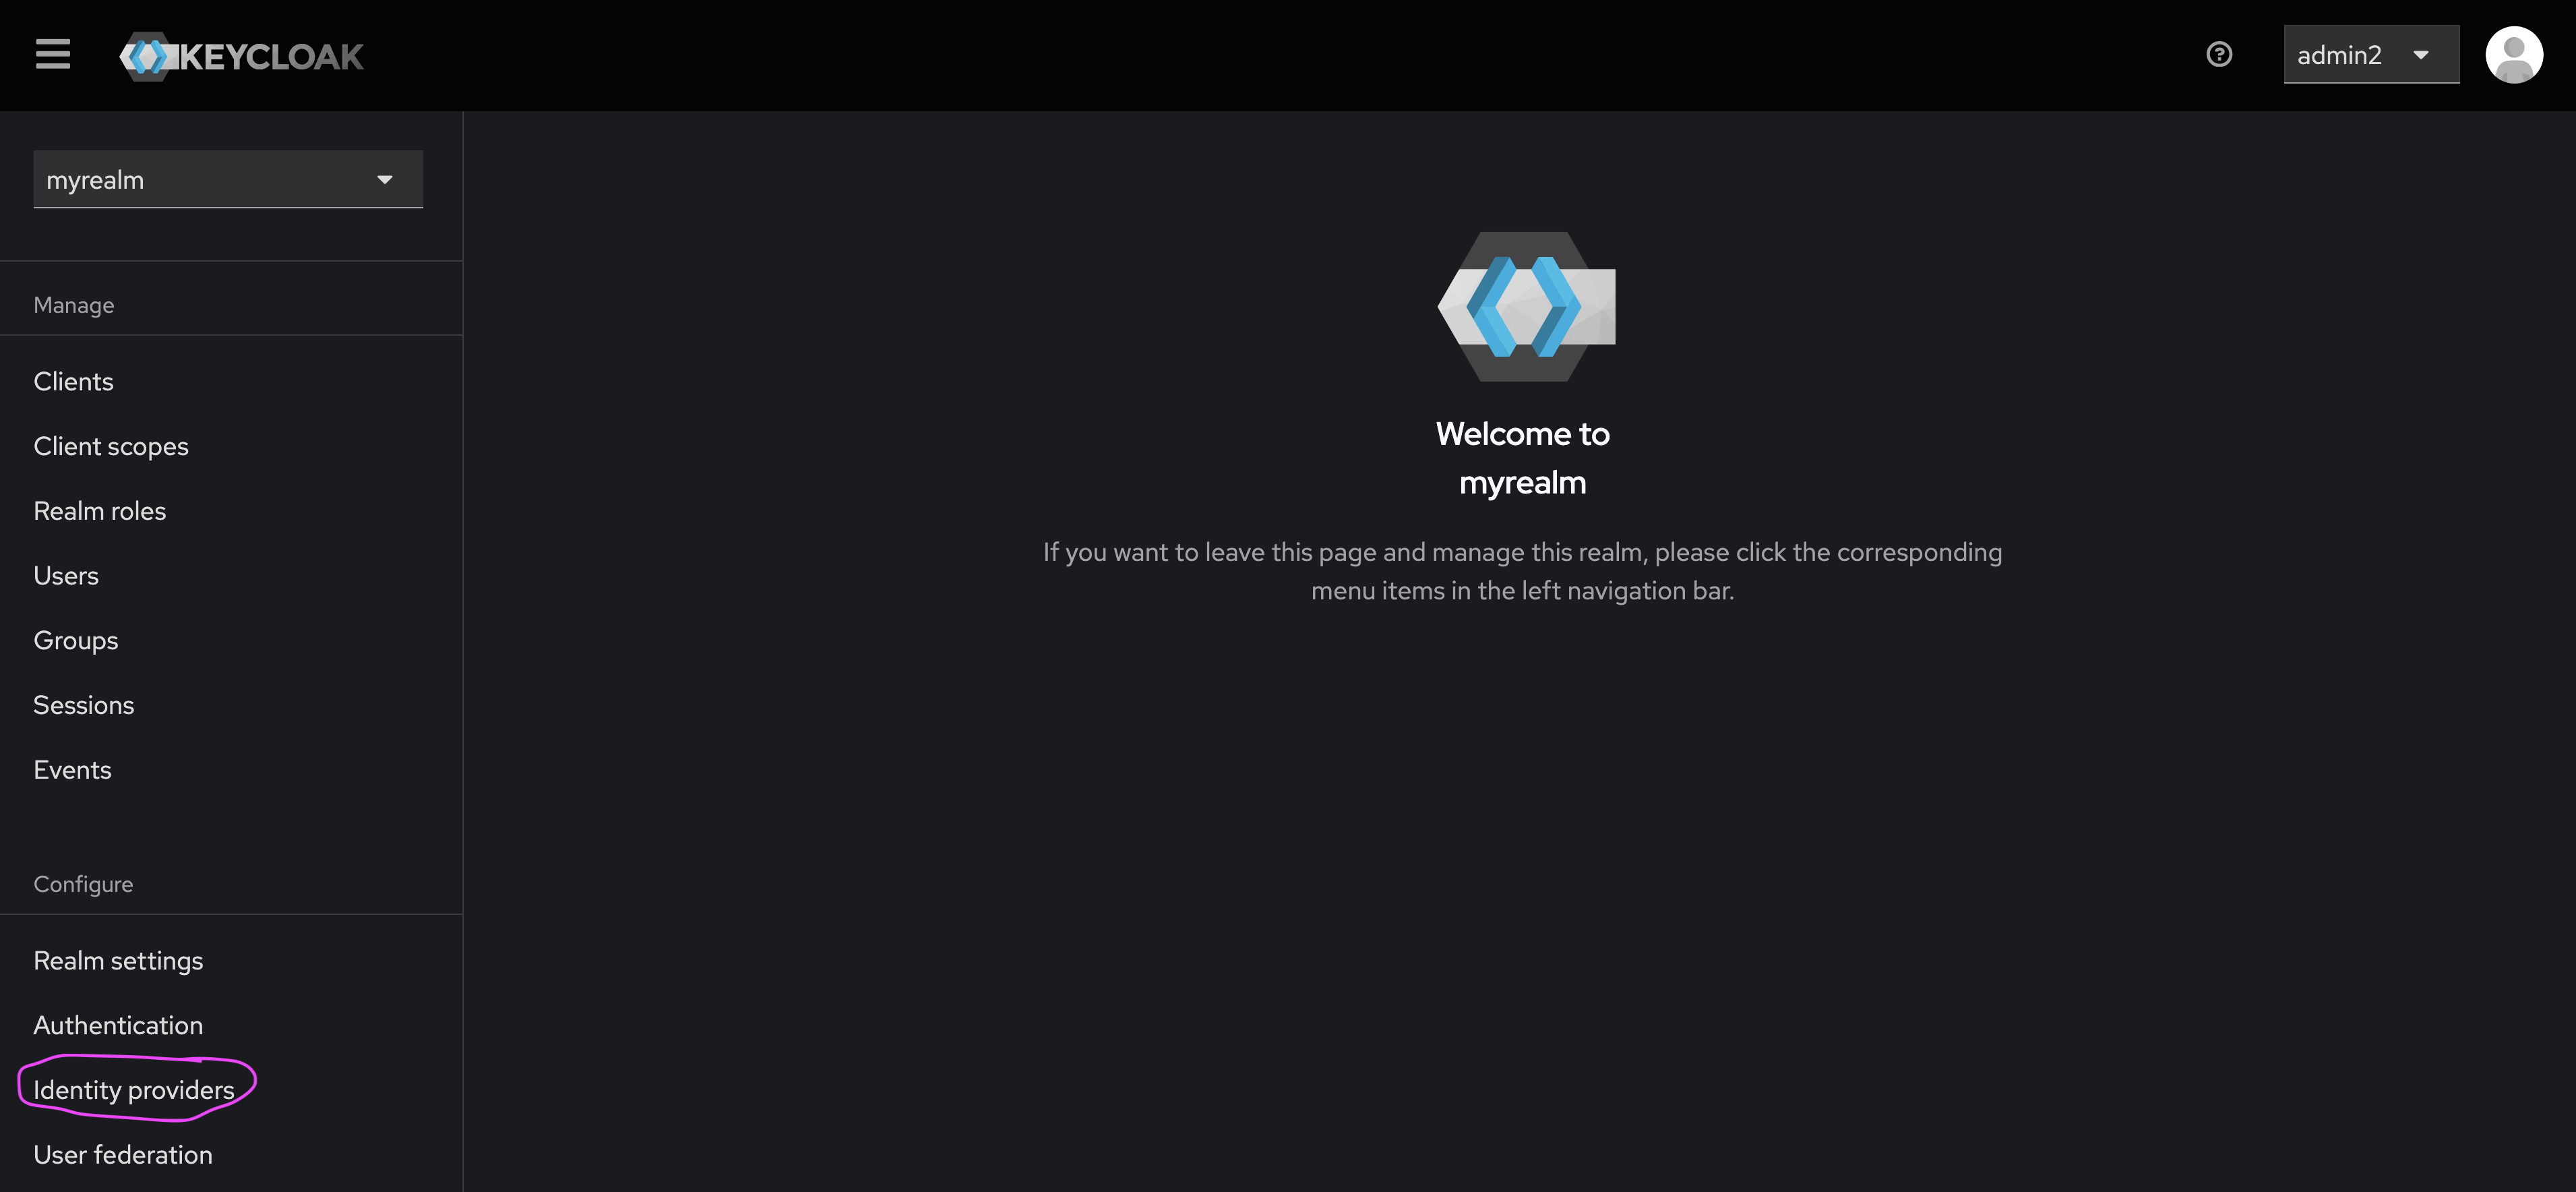 KEYCLOAK
admin2
myrealm
Manage
Clients
Client scopes
Realm roles
Users
Groups
Sessions
Events
Configure
Realm settings
Authentication
Identity providers
User federation
Welcome to
myrealm
If you want to leave this page and manage this realm, please click the corresponding
menu items in the left navigation bar.